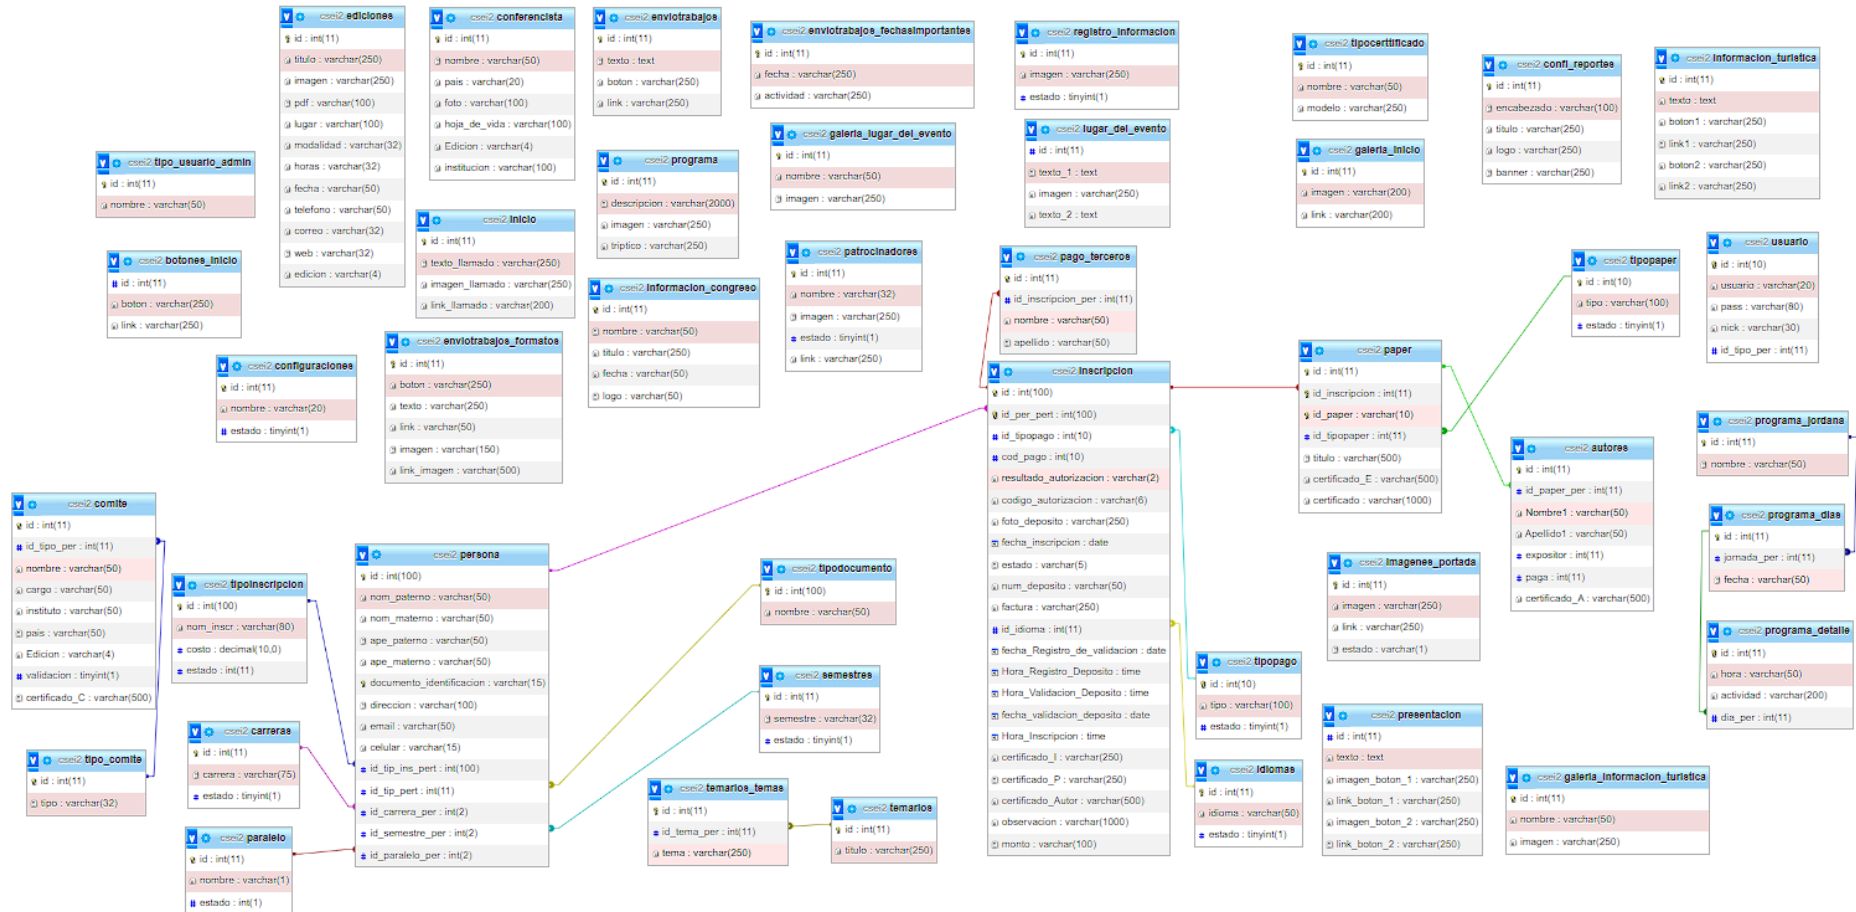 csei2 ediciones
id : int(11)
titulo : varchar(250)
imagen : varchar(250)
pdf : varchar(100)
lugar : varchar(100)
modalidad : varchar(32)
horas : varchar(32)
fecha : varchar(50)
telefono : varchar(50)
correo : varchar(32)
web : varchar(32)
edicion : varchar(4)
csei2 conferencista
id : int(11)
nombre : varchar(50)
pais : varchar(20)
foto : varchar(100)
hoja_de_vida : varchar(100)
Edicion : varchar(4)
institucion : varchar(100)
csei2 enviotrabajos
id : int(11)
texto : text
boton : varchar(250)
link : varchar(250)
csei2 enviotrabajos_fechasimportantes
id : int(11)
fecha : varchar(250)
actividad : varchar(250)
csei2 registro_informacion
id : int(11)
imagen : varchar(250)
estado : tinyint(1)
csei2 tipocerttificado
id : int(11)
nombre : varchar(50)
modelo : varchar(250)
csei2 confi_reportes
id : int(11)
encabezado : varchar(100)
titulo : varchar(250)
logo : varchar(250)
banner : varchar(250)
csei2 informacion_turistica
id : int(11)
texto : text
boton1 : varchar(250)
link1 : varchar(250)
boton2 : varchar(250)
link2 : varchar(250)
csei2 tipo_usuario_admin
id : int(11)
nombre : varchar(50)
csei2 programa
id : int(11)
descripcion : varchar(2000)
imagen : varchar(250)
triptico : varchar(250)
csei2 galeria_lugar_del_evento
id : int(11)
nombre : varchar(50)
imagen : varchar(250)
csei2 lugar_del_evento
id : int(11)
texto_1 : text
imagen : varchar(250)
texto_2 : text
csei2 galeria_inicio
id : int(11)
imagen : varchar(200)
link : varchar(200)
csei2 botones_inicio
id : int(11)
boton : varchar(250)
link : varchar(250)
csei2 inicio
id : int(11)
texto_llamado : varchar(250)
imagen_llamado : varchar(250)
link_llamado : varchar(200)
csei2 informacion_congreso
id : int(11)
nombre : varchar(50)
titulo : varchar(250)
fecha : varchar(50)
logo : varchar(50)
csei2 patrocinadores
id : int(11)
nombre : varchar(32)
imagen : varchar(250)
estado : tinyint(1)
link : varchar(250)
csei2 pago_terceros
id : int(11)
id_inscripcion_per : int(11)
nombre : varchar(50)
apellido : varchar(50)
csei2 tipopaper
id : int(10)
tipo : varchar(100)
estado : tinyint(1)
csei2 usuario
id : int(10)
usuario : varchar(20)
pass : varchar(80)
nick : varchar(30)
id_tipo_per : int(11)
csei2 configuraciones
id : int(11)
nombre : varchar(20)
estado : tinyint(1)
csei2 enviotrabajos_formatos
id : int(11)
boton : varchar(250)
texto : varchar(250)
link : varchar(50)
imagen : varchar(150)
link_imagen : varchar(500)
csei2 inscripcion
id : int(100)
id_per_pert : int(100)
id_tipopago : int(10)
cod_pago : int(10)
resultado_autorizacion : varchar(2)
codigo_autorizacion : varchar(6)
foto_deposito : varchar(250)
fecha_inscripcion : date
estado : varchar(5)
num_deposito : varchar(50)
factura : varchar(250)
id_idioma : int(11)
fecha_Registro_de_validacion : date
Hora_Registro_Deposito : time
Hora_Validacion_Deposito : time
fecha_validacion_deposito : date
Hora_Inscripcion : time
certificado_I : varchar(250)
certificado_P : varchar(250)
certificado_Autor : varchar(500)
observacion : varchar(1000)
monto : varchar(100)
csei2 paper
id : int(11)
id_inscripcion : int(11)
id_paper : varchar(10)
id_tipopaper : int(11)
titulo : varchar(500)
certificado_E : varchar(500)
certificado : varchar(1000)
csei2 autores
id : int(11)
id_paper_per : int(11)
Nombre1 : varchar(50)
Apellido1 : varchar(50)
expositor : int(11)
paga : int(11)
certificado_A : varchar(500)
csei2 programa_jordana
id : int(11)
nombre : varchar(50)
csei2 programa_dias
id : int(11)
jornada_per : int(11)
fecha : varchar(50)
csei2 programa_detalle
id : int(11)
hora : varchar(50)
actividad : varchar(200)
dia_per : int(11)
csei2 comite
id : int(11)
id_tipo_per : int(11)
nombre : varchar(50)
cargo : varchar(50)
instituto : varchar(50)
pais : varchar(50)
Edicion : varchar(4)
validacion : tinyint(1)
certificado_C : varchar(500)
csei2 tipoinscripcion
id : int(100)
nom_inscr : varchar(80)
costo : decimal(10,0)
estado : int(11)
csei2 persona
id : int(100)
nom_paterno : varchar(50)
nom_materno : varchar(50)
ape_paterno : varchar(50)
ape_materno : varchar(50)
documento_identificacion : varchar(15)
direccion : varchar(100)
email : varchar(50)
celular : varchar(15)
id_tip_ins_pert : int(100)
id_tip_pert : int(11)
id_carrera_per : int(2)
id_semestre_per : int(2)
id_paralelo_per : int(2)
csei2 tipodocumento
id : int(100)
nombre : varchar(50)
csei2 semestres
id : int(11)
semestre : varchar(32)
estado : tinyint(1)
csei2 imagenes_portada
id : int(11)
imagen : varchar(250)
link : varchar(250)
estado : varchar(1)
csei2 tipopago
id : int(10)
tipo : varchar(100)
estado : tinyint(1)
csei2 tipo_comite
id : int(11)
tipo : varchar(32)
csei2 carreras
id : int(11)
carrera : varchar(75)
estado : tinyint(1)
csei2 paralelo
id : int(11)
nombre : varchar(1)
estado : int(1)
csei2 temarios_temas
id : int(11)
id_tema_per : int(11)
tema : varchar(250)
csei2 temarios
id : int(11)
titulo : varchar(250)
csei2 idiomas
id : int(11)
idioma : varchar(50)
estado : tinyint(1)
csei2 presentacion
id : int(11)
texto : text
imagen_boton_1 : varchar(250)
link_boton_1 : varchar(250)
imagen_boton_2 : varchar(250)
link_boton_2 : varchar(250)
csei2 galeria_informacion_turistica
id : int(11)
nombre : varchar(50)
imagen : varchar(250)